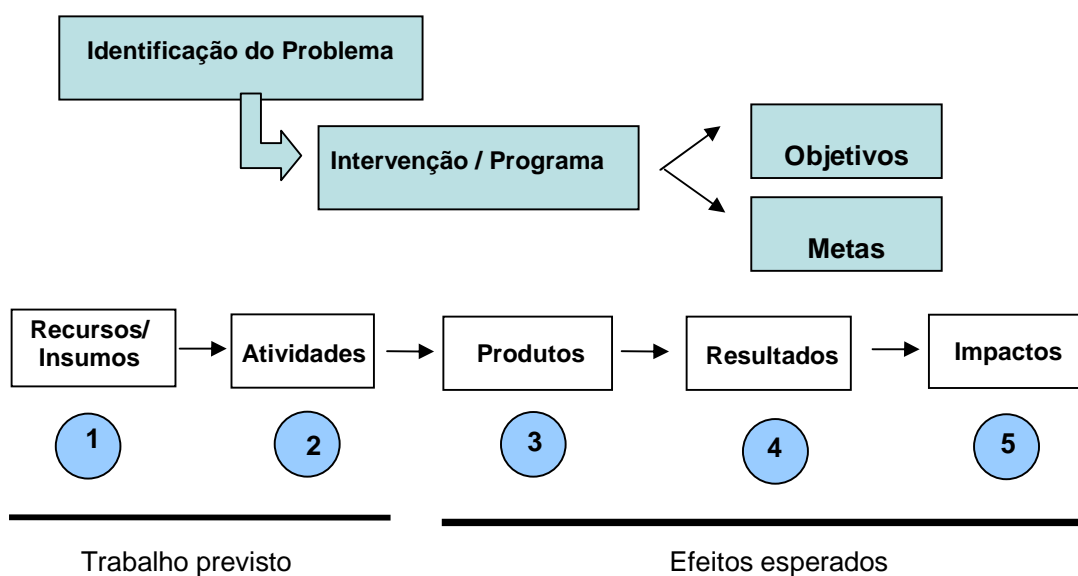 Identificação do Problema
Intervenção / Programa
Objetivos
Metas
Recursos/
Insumos
Atividades
Produtos
Resultados
Impactos
1
2
3
4
5
Trabalho previsto
Efeitos esperados